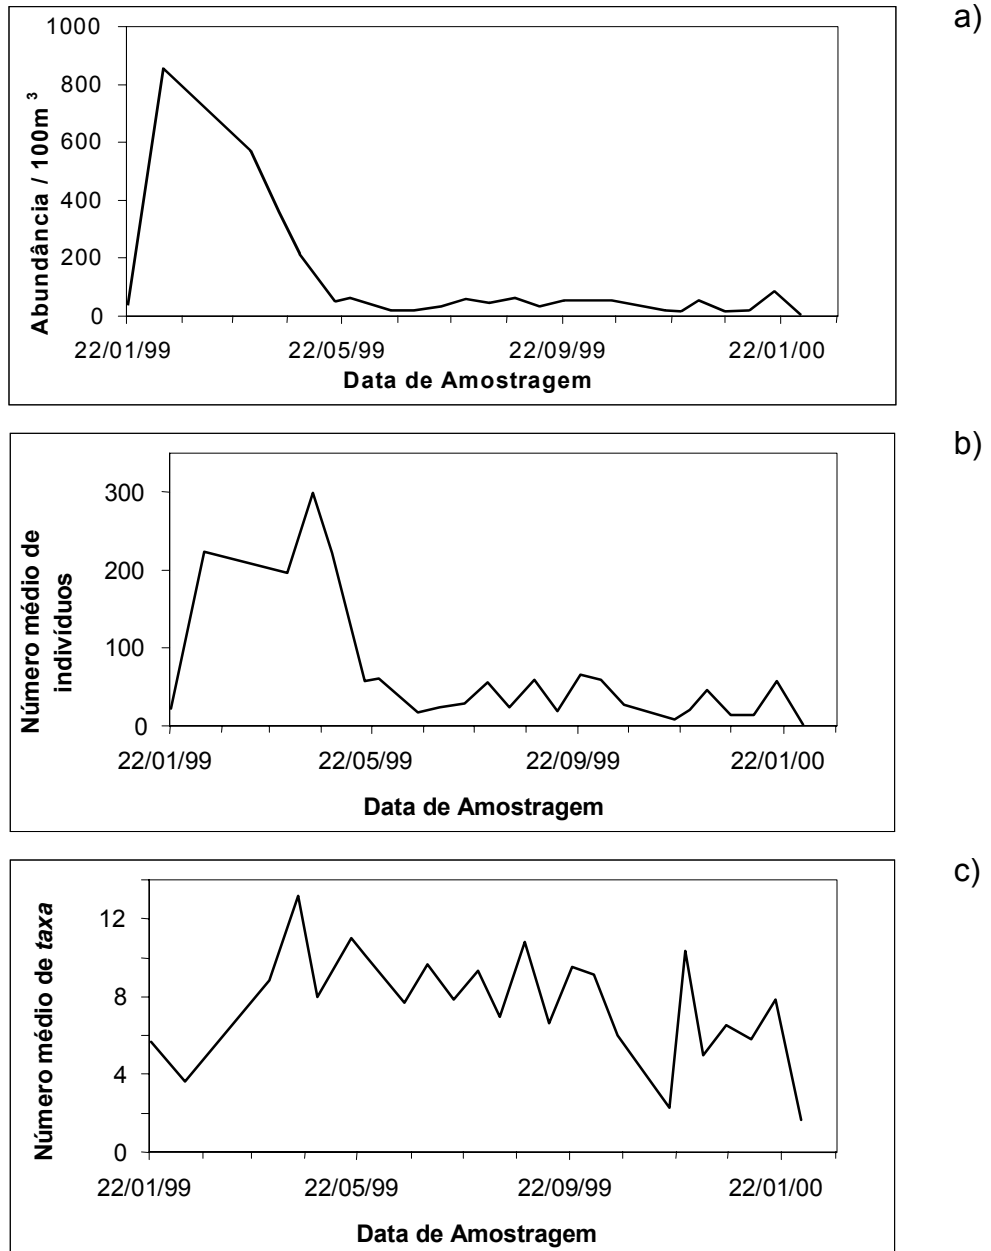 a)
1000
800
600
400
200
0
Abundância / 100m ³
22/01/99 22/05/99 22/09/99 22/01/00
Data de Amostragem
b)
300
200
100
0
Número médio de
indivíduos
22/01/99 22/05/99 22/09/99 22/01/00
Data de Amostragem
c)
12
8
4
0
Número médio de taxa
22/01/99 22/05/99 22/09/99 22/01/00
Data de Amostragem